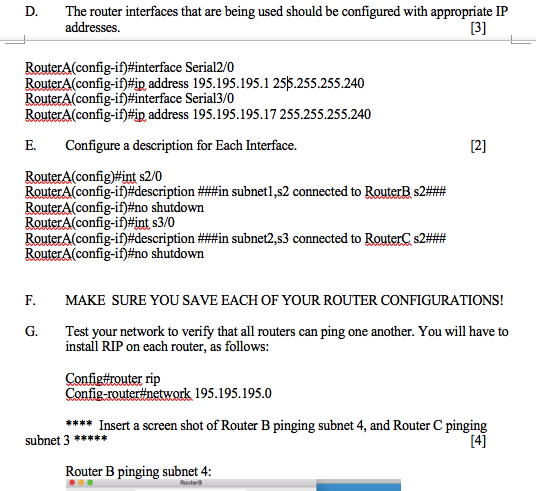 D. The router interfaces that are being used should be configured with appropriate IP
addresses. [3]
RouterA(config-if)#interface Serial2/0
RouterA(config-if)#ip address 195.195.195.1 255.255.255.240
RouterA(config-if)#interface Serial3/0
RouterA(config-if)#ip address 195.195.195.17 255.255.255.240
E. Configure a description for Each Interface. [2]
RouterA(config)#int s2/0
RouterA(config-if)#description ###in subnet1,s2 connected to RouterB s2###
RouterA(config-if)#no shutdown
RouterA(config-if)#int s3/0
RouterA(config-if)#description ###in subnet2,s3 connected to RouterC s2###
RouterA(config-if)#no shutdown
F. MAKE SURE YOU SAVE EACH OF YOUR ROUTER CONFIGURATIONS!
G. Test your network to verify that all routers can ping one another. You will have to
install RIP on each router, as follows:
Config#router rip
Config-router#network 195.195.195.0
**** Insert a screen shot of Router B pinging subnet 4, and Router C pinging
subnet 3 ***** [4]
Router B pinging subnet 4:
RouterB